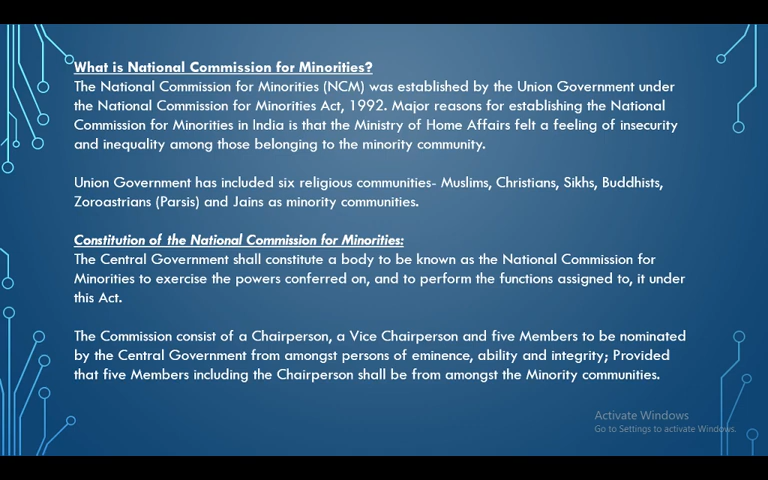 What is National Commission for Minorities?
The National Commission for Minorities (NCM) was established by the Union Government under
the National Commission for Minorities Act, 1992. Major reasons for establishing the National
Commission for Minorities in India is that the Ministry of Home Affairs felt a feeling of insecurity
and inequality among those belonging to the minority community.
Union Government has included six religious communities- Muslims, Christians, Sikhs, Buddhists,
Zoroastrians (Parsis) and Jains as minority communities.
Constitution of the National Commission for Minorities:
The Central Government shall constitute a body to be known as the National Commission for
Minorities to exercise the powers conferred on, and to perform the functions assigned to, it under
this Act.
The Commission consist of a Chairperson, a Vice Chairperson and five Members to be nominated
by the Central Government from amongst persons of eminence, ability and integrity; Provided
that five Members including the Chairperson shall be from amongst the Minority communities.
Activate Windows
Go to Settings to activate Windows.